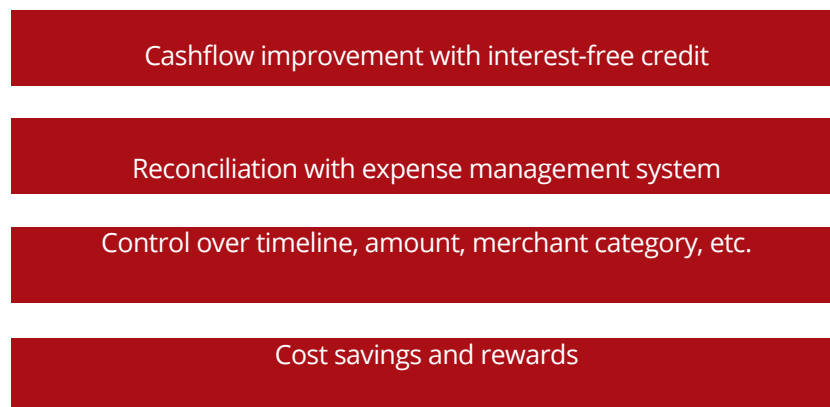 Cashflow improvement with interest-free credit
Reconciliation with expense management system
Control over timeline, amount, merchant category, etc.
Cost savings and rewards